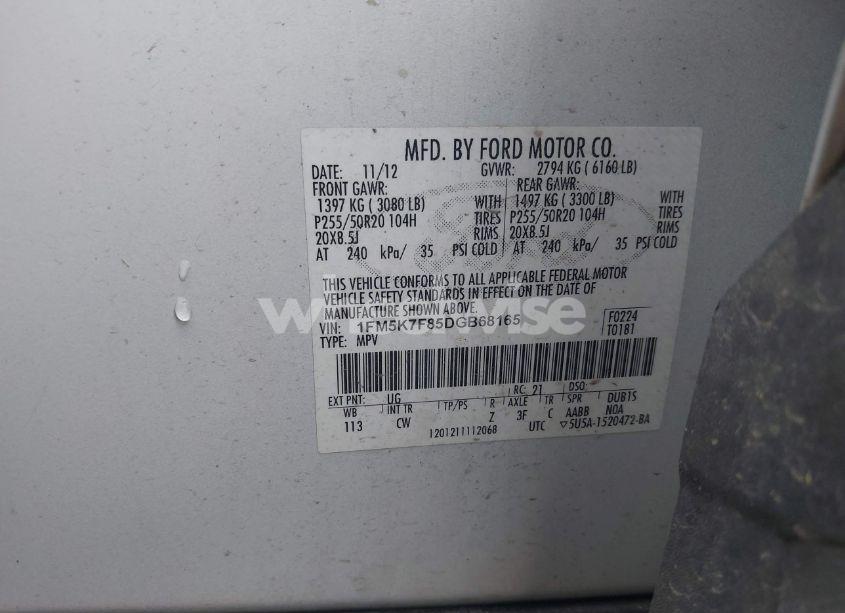 MFD. BY FORD MOTOR CO.
DATE: 11/12 GVWR: 2794 KG ( 6160 LB)
FRONT GAWR: REAR GAWR:
1397 KG ( 3080 LB) WITH 1497 KG ( 3300 LB) WITH
P255/50R20 104H TIRES P255/50R20 104H TIRES
20X8.5J RIMS 20X8.5J RIMS
AT 240 kPa/ 35 PSI COLD AT 240 kPa/ 35 PSI COLD
THIS VEHICLE CONFORMS TO ALL APPLICABLE FEDERAL MOTOR
VEHICLE SAFETY STANDARDS IN EFFECT ON THE DATE OF
MANUFACTURE SHOWN ABOVE.
VIN: 1FM5K7F85DGB68165 F0224
TYPE: MPV T0181
EXT PNT: UG RC: 21 DSO:
WB INT TR TP/PS R AXLE TR SPR DUB1S
113 CW Z 3F C AABB N0A
1201211112068 UTC ▽5U5A-1520472-BA